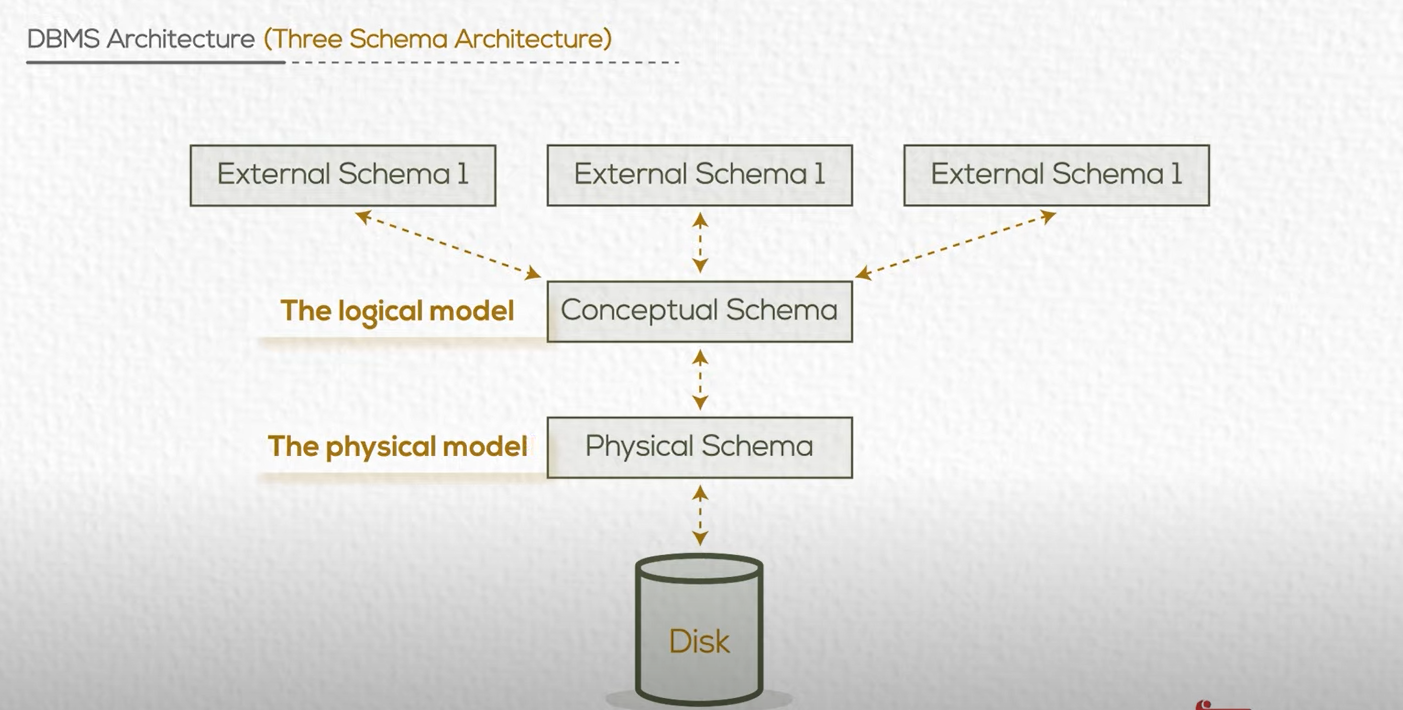 DBMS Architecture (Three Schema Architecture)
External Schema 1
External Schema 1
External Schema 1
The logical model
Conceptual Schema
The physical model
Physical Schema
Disk